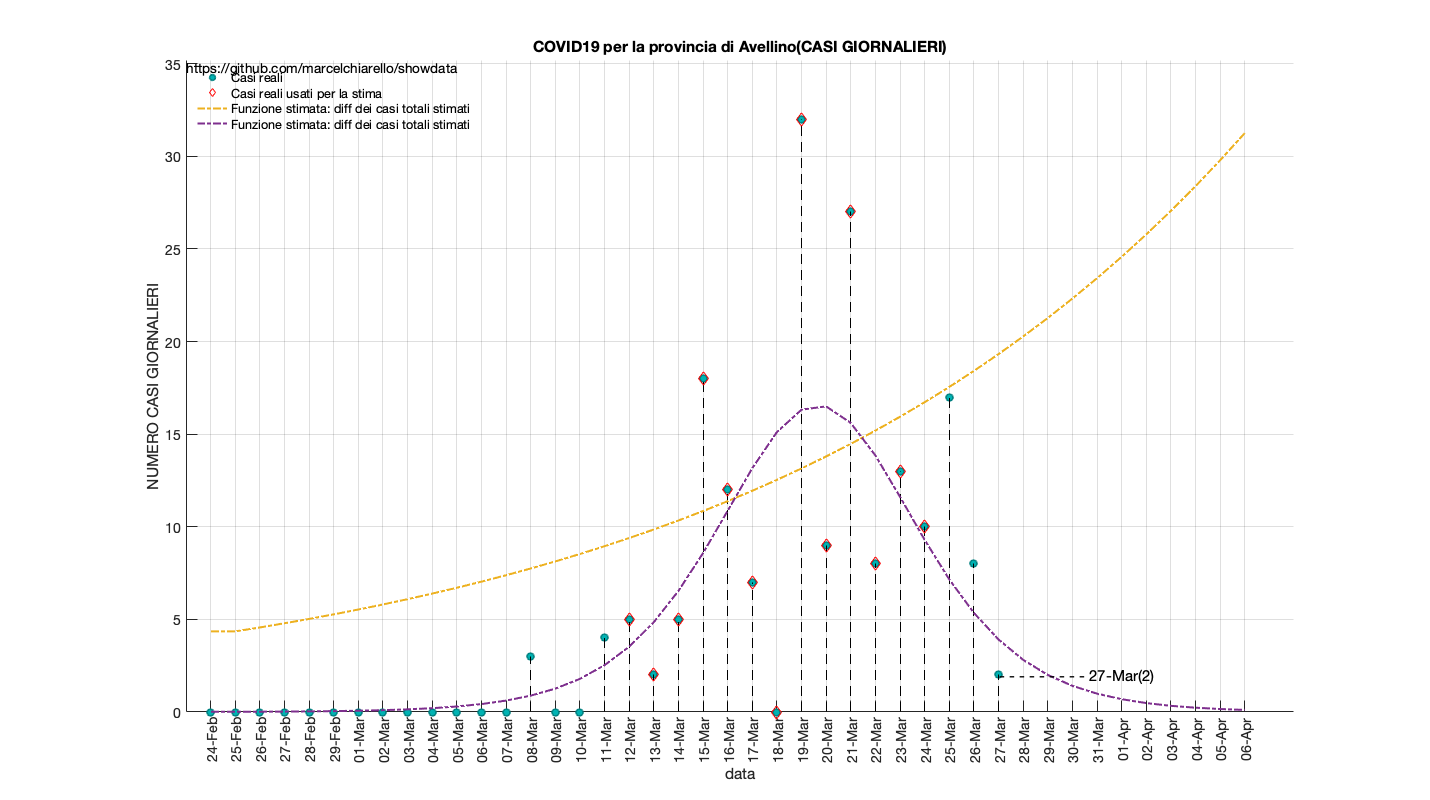 COVID19 per la provincia di Avellino(CASI GIORNALIERI)
https://github.com/marcelchiarello/showdata
Casi reali
Casi reali usati per la stima
Funzione stimata: diff dei casi totali stimati
Funzione stimata: diff dei casi totali stimati
NUMERO CASI GIORNALIERI
35
30
25
20
15
10
5
0
27-Mar(2)
24-Feb
25-Feb
26-Feb
27-Feb
28-Feb
29-Feb
01-Mar
02-Mar
03-Mar
04-Mar
05-Mar
06-Mar
07-Mar
08-Mar
09-Mar
10-Mar
11-Mar
12-Mar
13-Mar
14-Mar
15-Mar
16-Mar
17-Mar
18-Mar
19-Mar
20-Mar
21-Mar
22-Mar
23-Mar
24-Mar
25-Mar
26-Mar
27-Mar
28-Mar
29-Mar
30-Mar
31-Mar
01-Apr
02-Apr
03-Apr
04-Apr
05-Apr
06-Apr
data